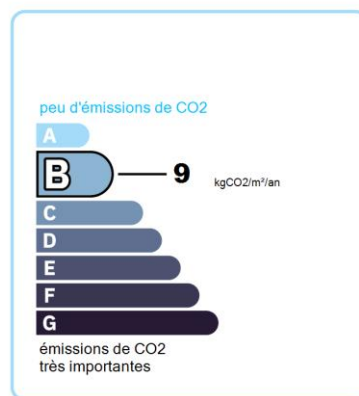 peu d'émissions de CO2
A
B 9 kgCO2/m²/an
C
D
E
F
G
émissions de CO2
très importantes